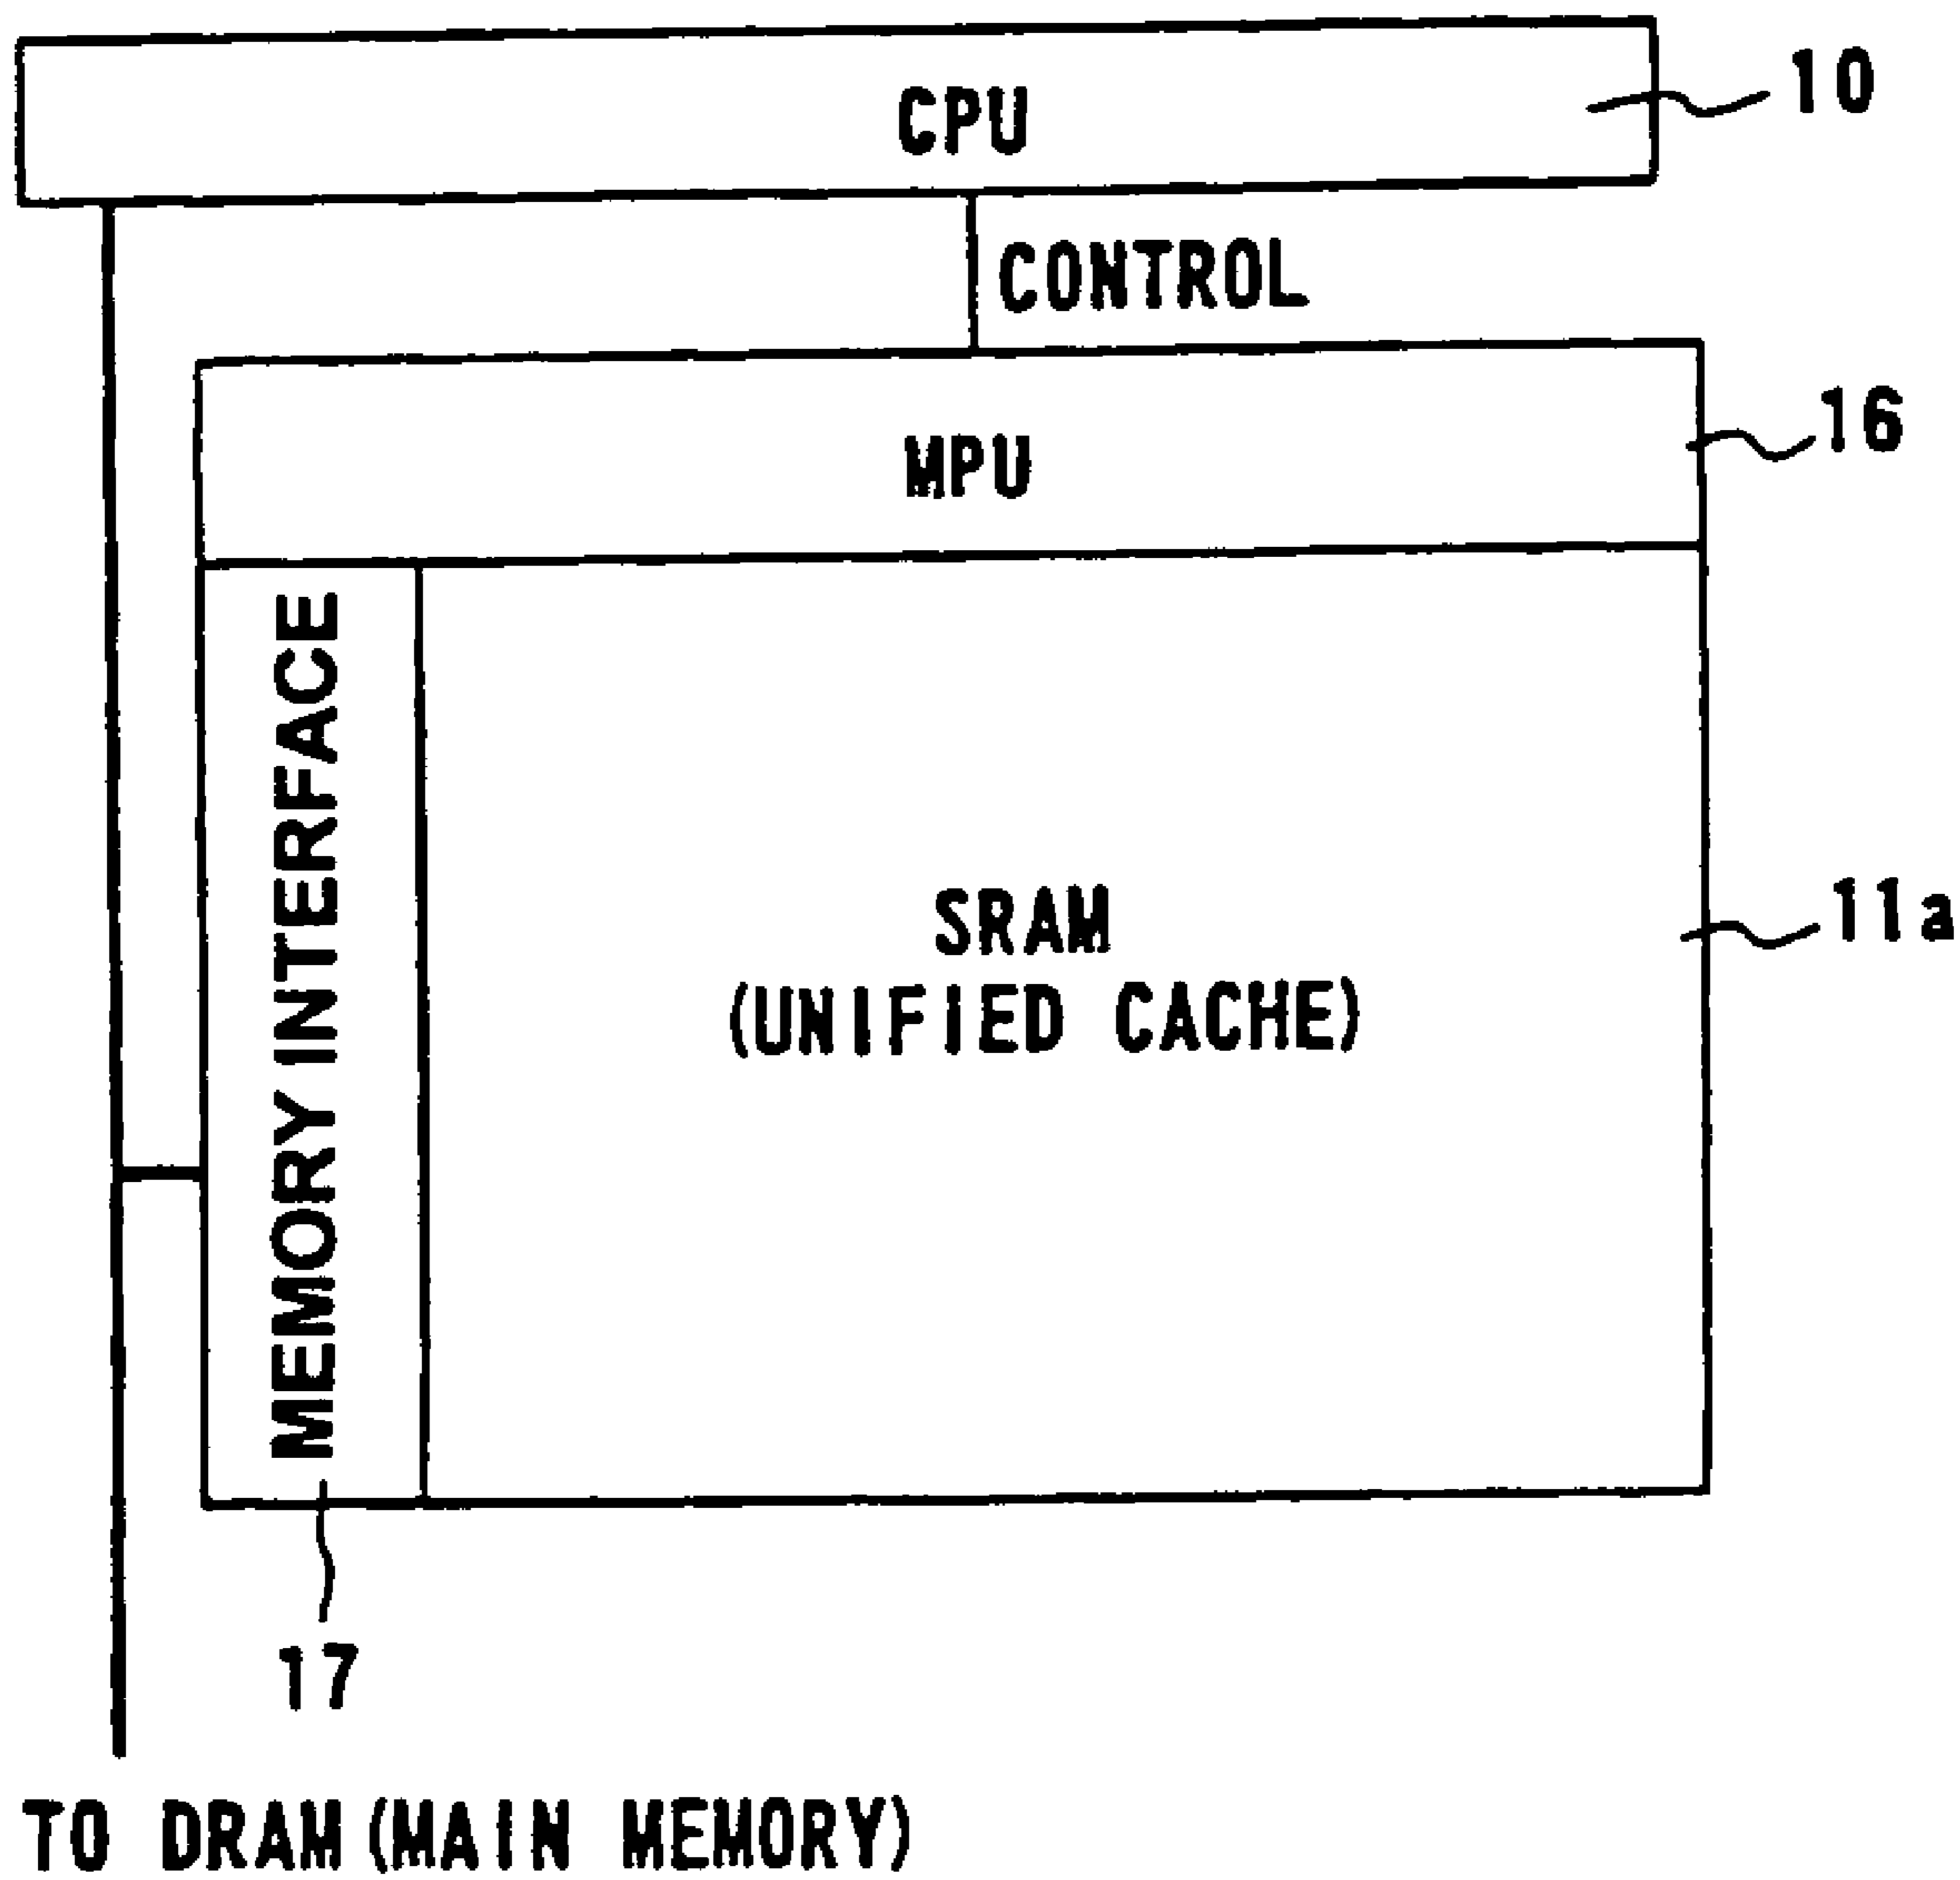 CPU
10
CONTROL
MPU
16
MEMORY INTERFACE
SRAM
(UNIFIED CACHE)
11a
17
TO DRAM (MAIN MEMORY)